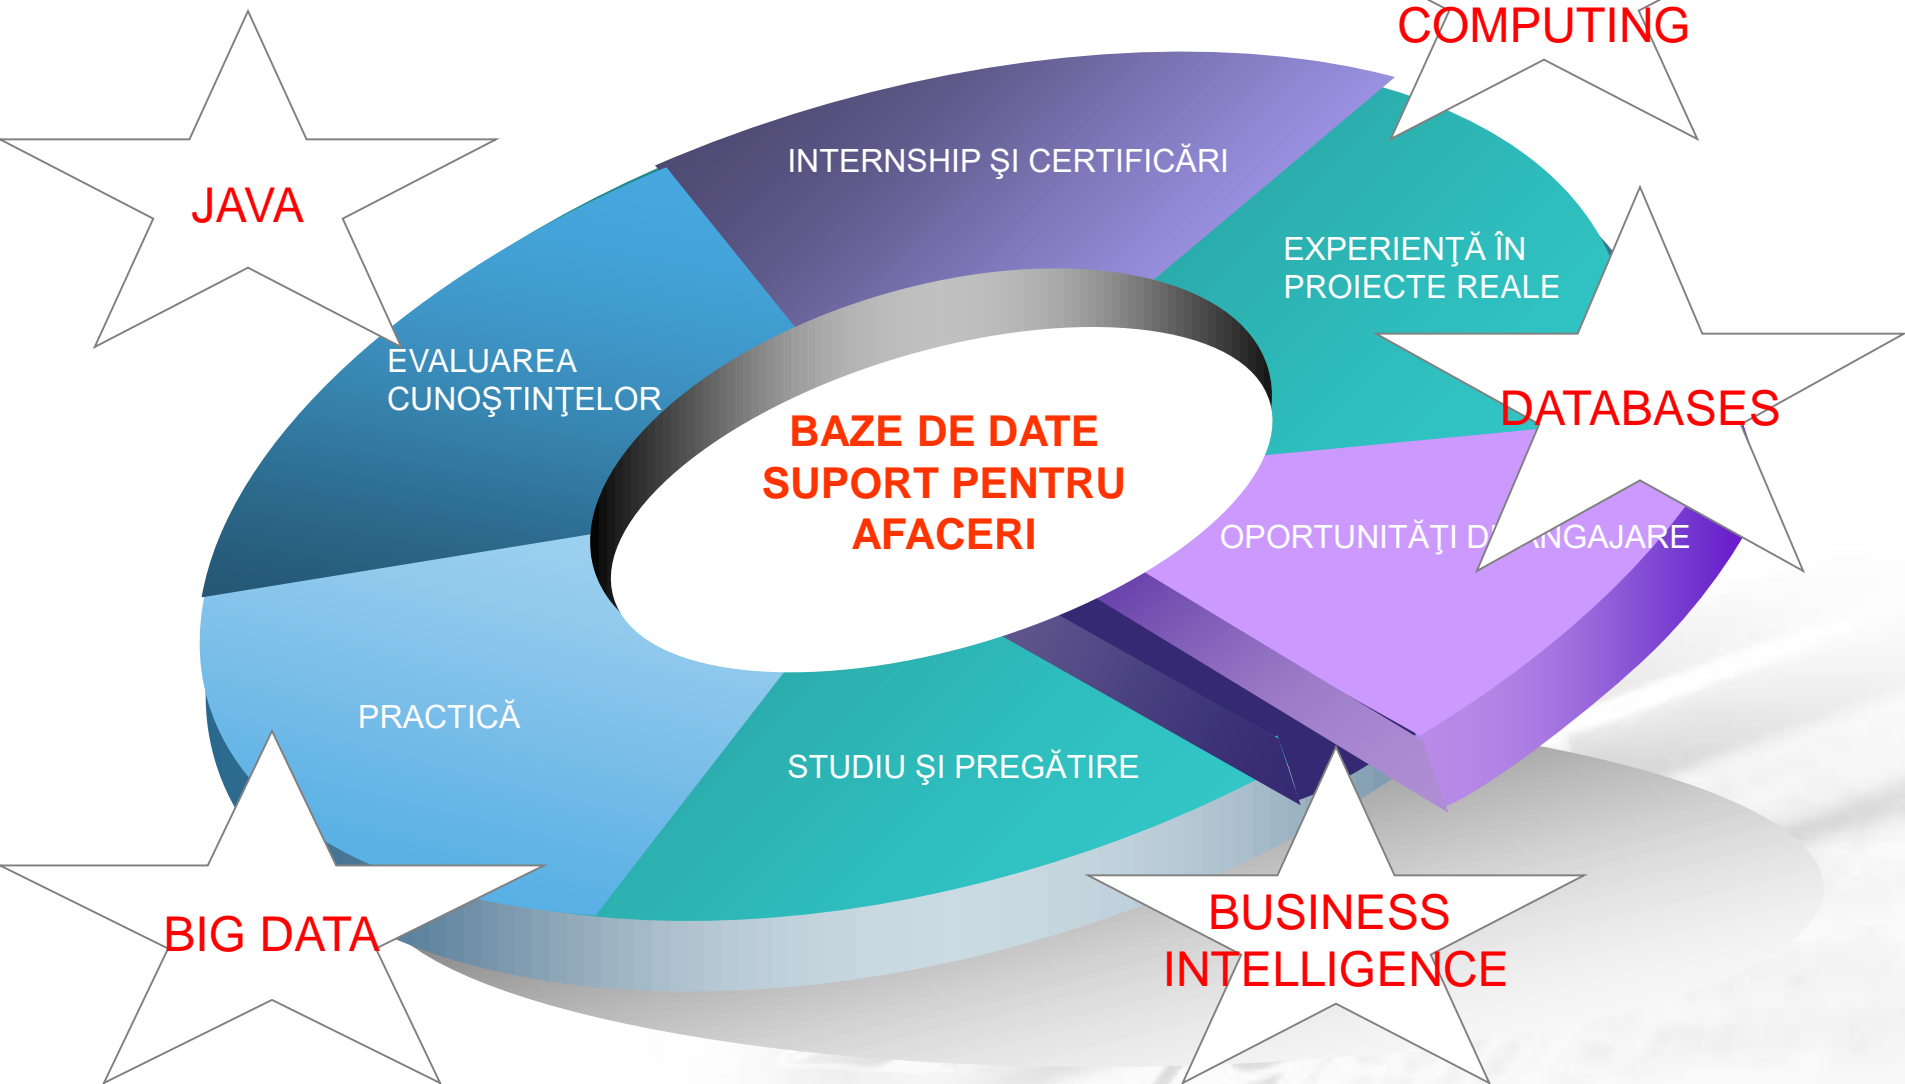 COMPUTING
INTERNSHIP ŞI CERTIFICĂRI
JAVA
EXPERIENŢĂ ÎN
PROIECTE REALE
EVALUAREA
CUNOŞTINŢELOR
DATABASES
BAZE DE DATE
SUPORT PENTRU
AFACERI
OPORTUNITĂŢI ANGAJARE
PRACTICĂ
STUDIU ŞI PREGĂTIRE
BIG DATA
BUSINESS
INTELLIGENCE